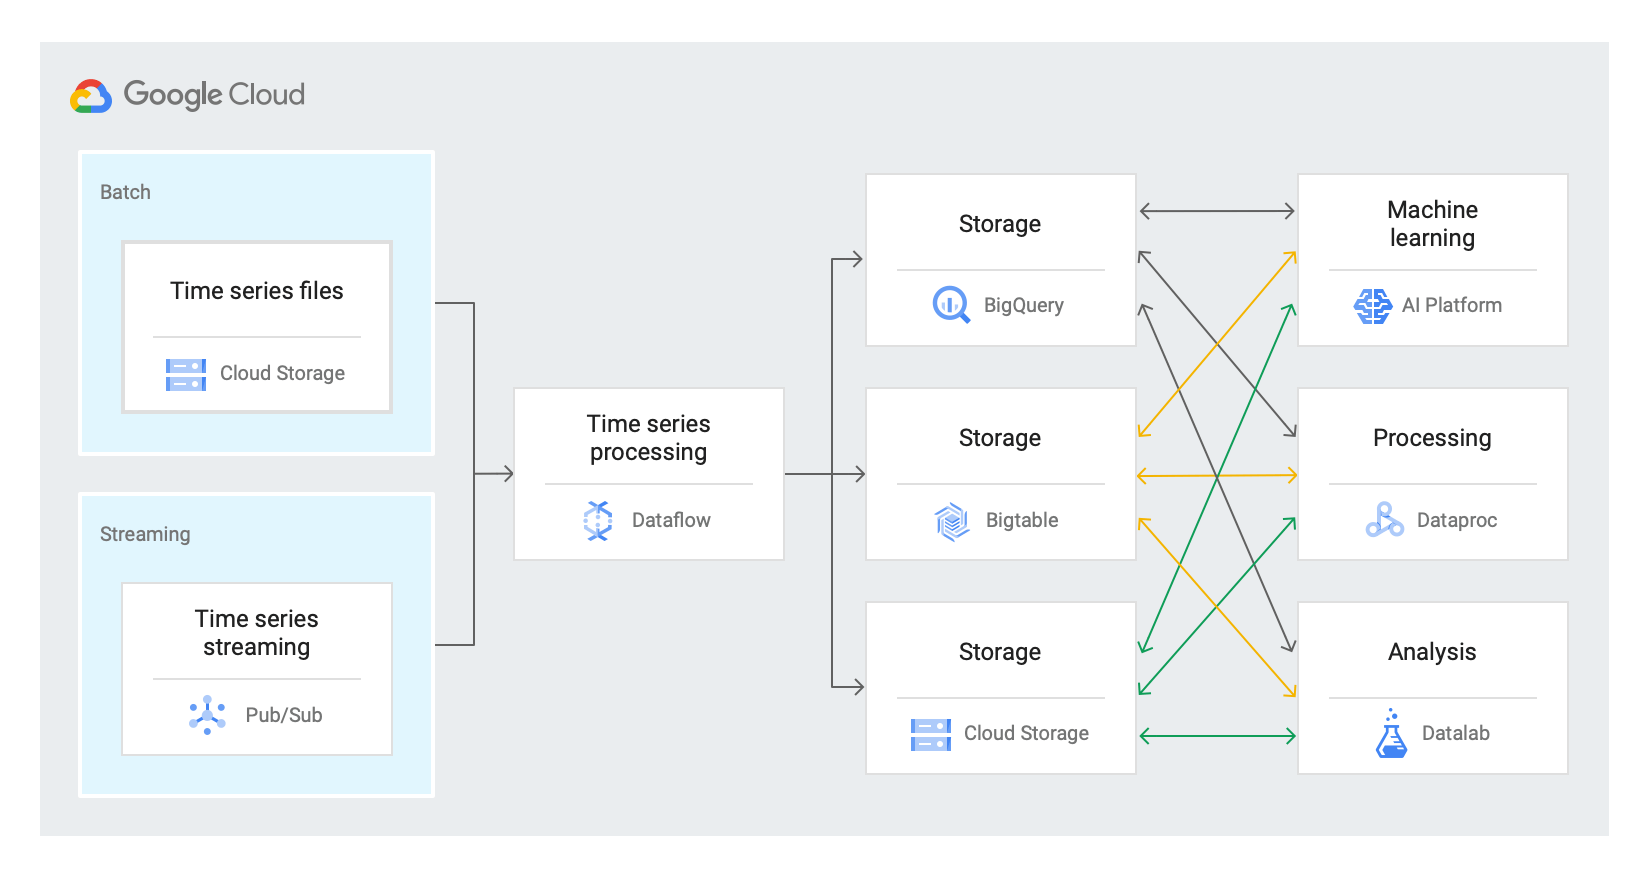 Google Cloud
Batch
Time series files
Cloud Storage
Streaming
Time series
streaming
Pub/Sub
Time series
processing
Dataflow
Storage
BigQuery
Storage
Bigtable
Storage
Cloud Storage
Machine
learning
AI Platform
Processing
Dataproc
Analysis
Datalab